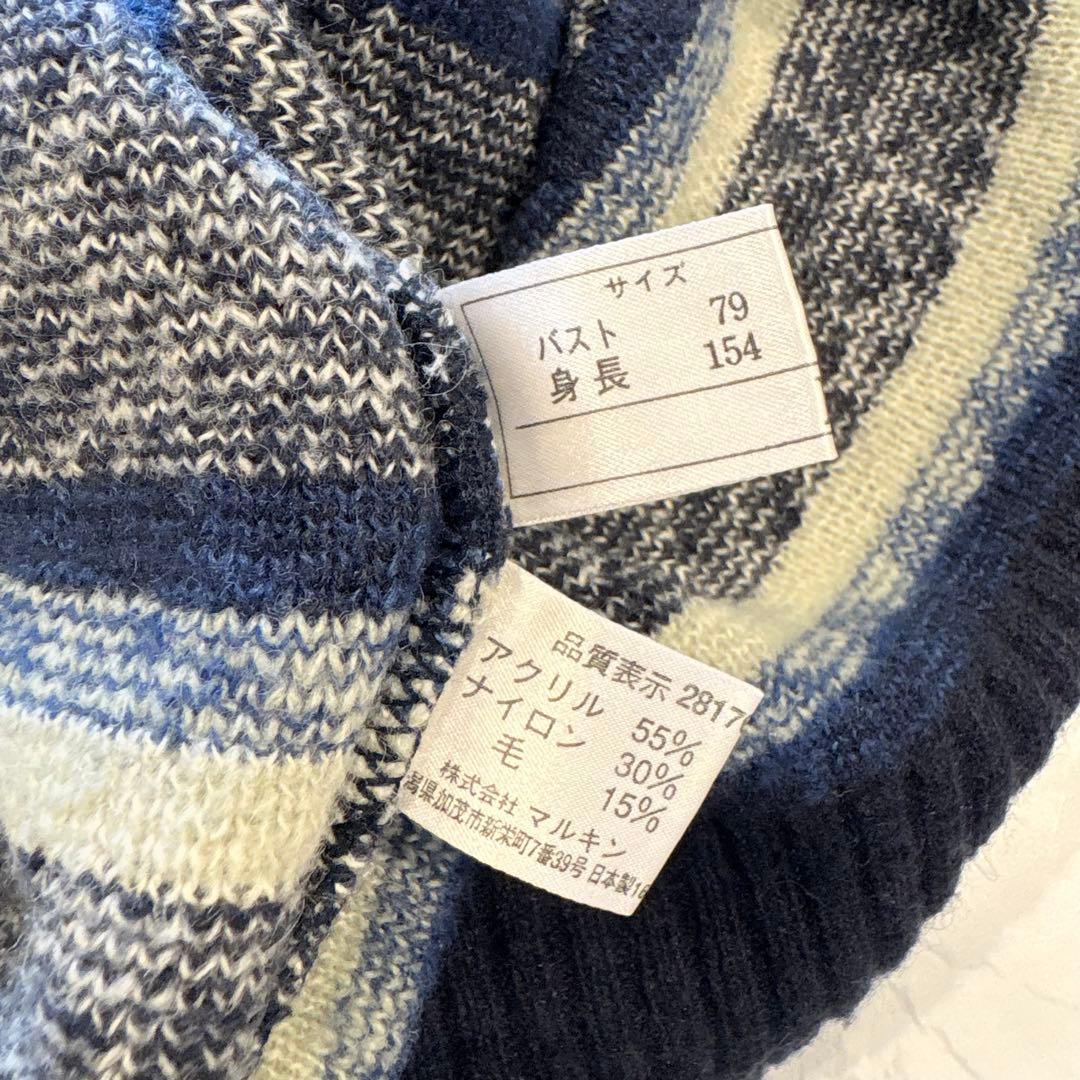 サイズ
バスト 79
身長 154
品質表示 2817
アクリル 55%
ナイロン 30%
毛 15%
株式会社 マルキン
潟県加茂市新栄町7番39号 日本製16